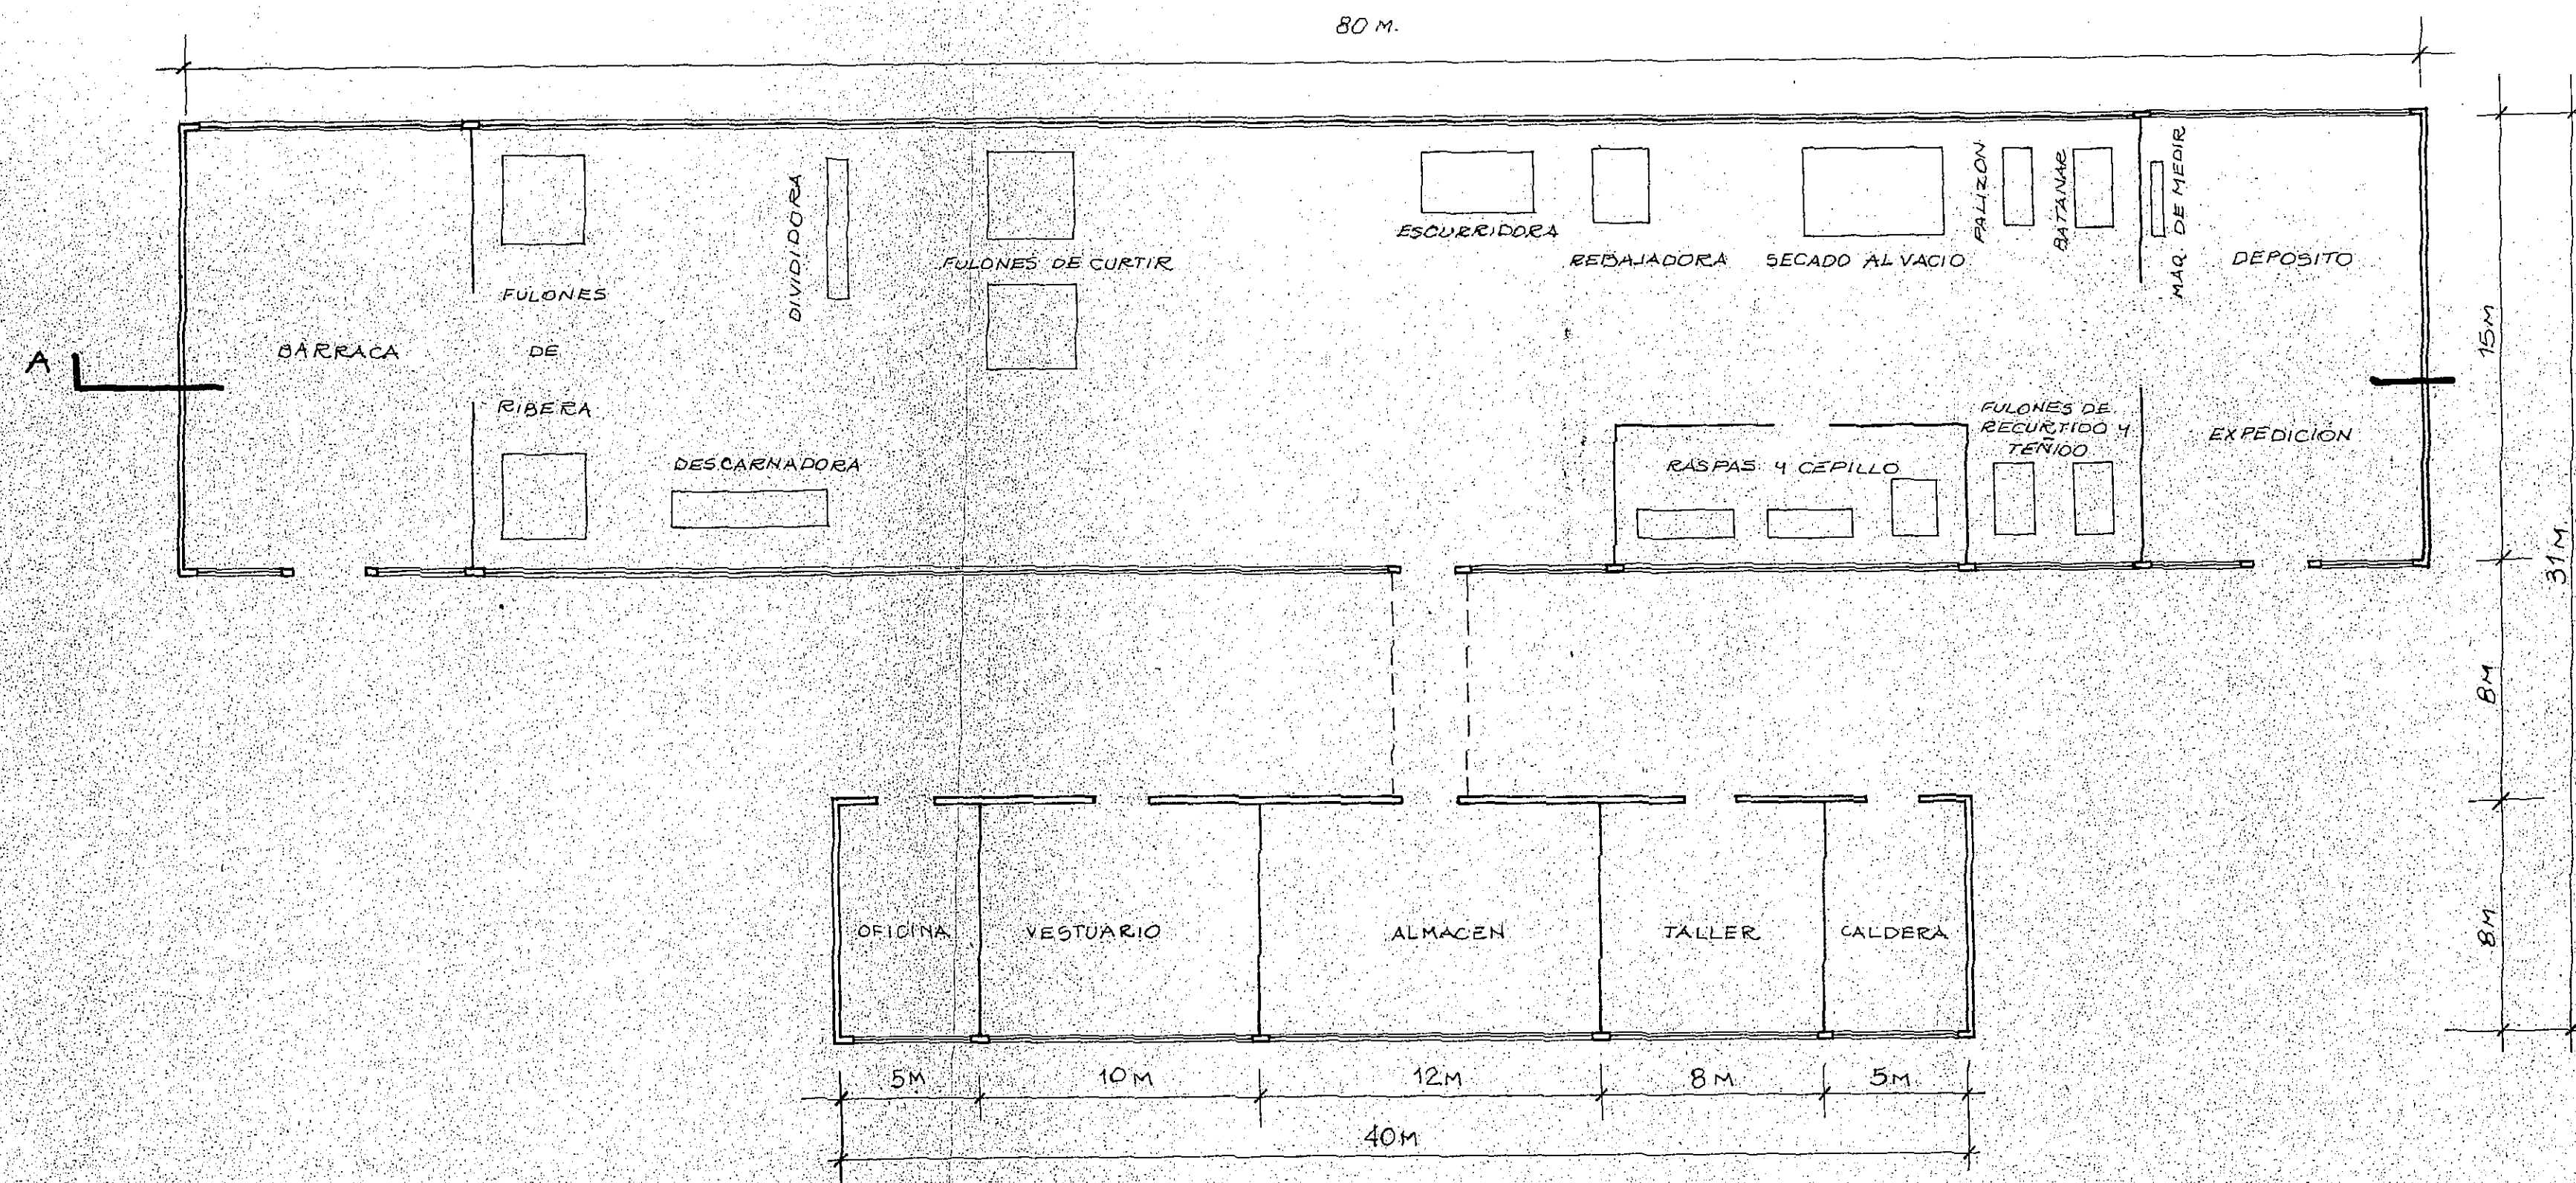 80 M.
DIVIDIDORA
PALIZON
BATANAR
MAQ. DE MEDIR
ESCURRIDORA
FULONES DE CURTIR
REBAJADORA
SECADO AL VACIO
DEPOSITO
FULONES
DE
RIBERA
BARRACA
A
15M
FULONES DE
RECURTIDO Y
TEÑIDO
EXPEDICIÓN
DESCARNADORA
RASPAS Y CEPILLO
31M
8M
OFICINA
VESTUARIO
ALMACEN
TALLER
CALDERA
8M
5M
10M
12M
8M
5M
40M